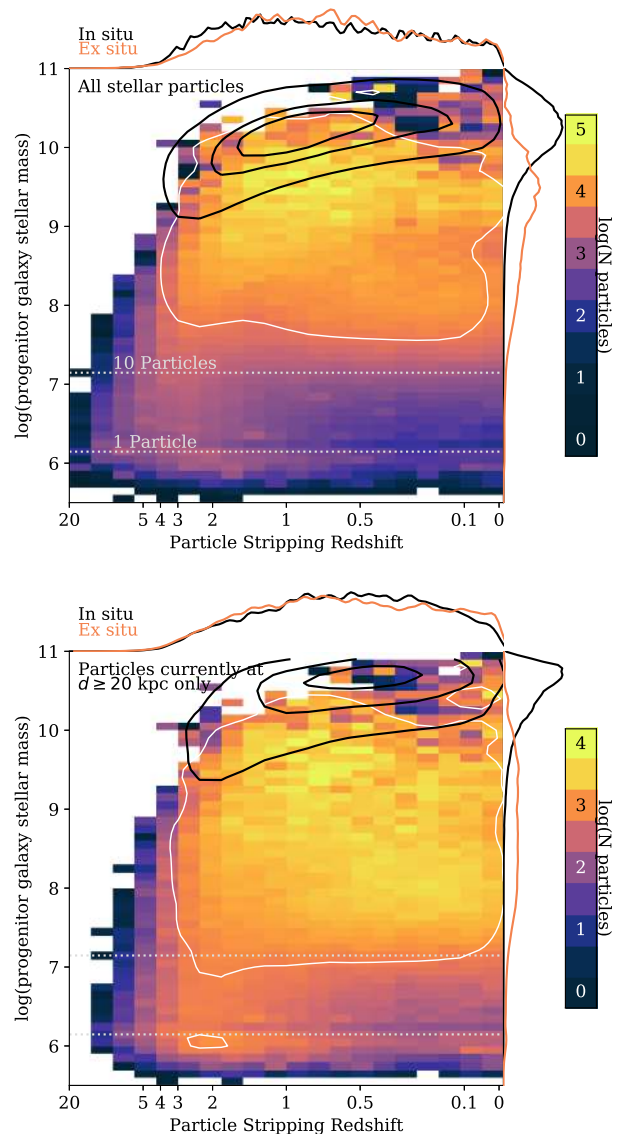 In situ
Ex situ
All stellar particles
11
10
9
8
7
6
log(progenitor galaxy stellar mass)
10 Particles
1 Particle
20 5 4 3 2 1 0.5 0.1 0
Particle Stripping Redshift
5
4
3
2
1
0
log(N particles)
In situ
Ex situ
Particles currently at
d ≥ 20 kpc only
11
10
9
8
7
6
log(progenitor galaxy stellar mass)
20 5 4 3 2 1 0.5 0.1 0
Particle Stripping Redshift
4
3
2
1
0
log(N particles)